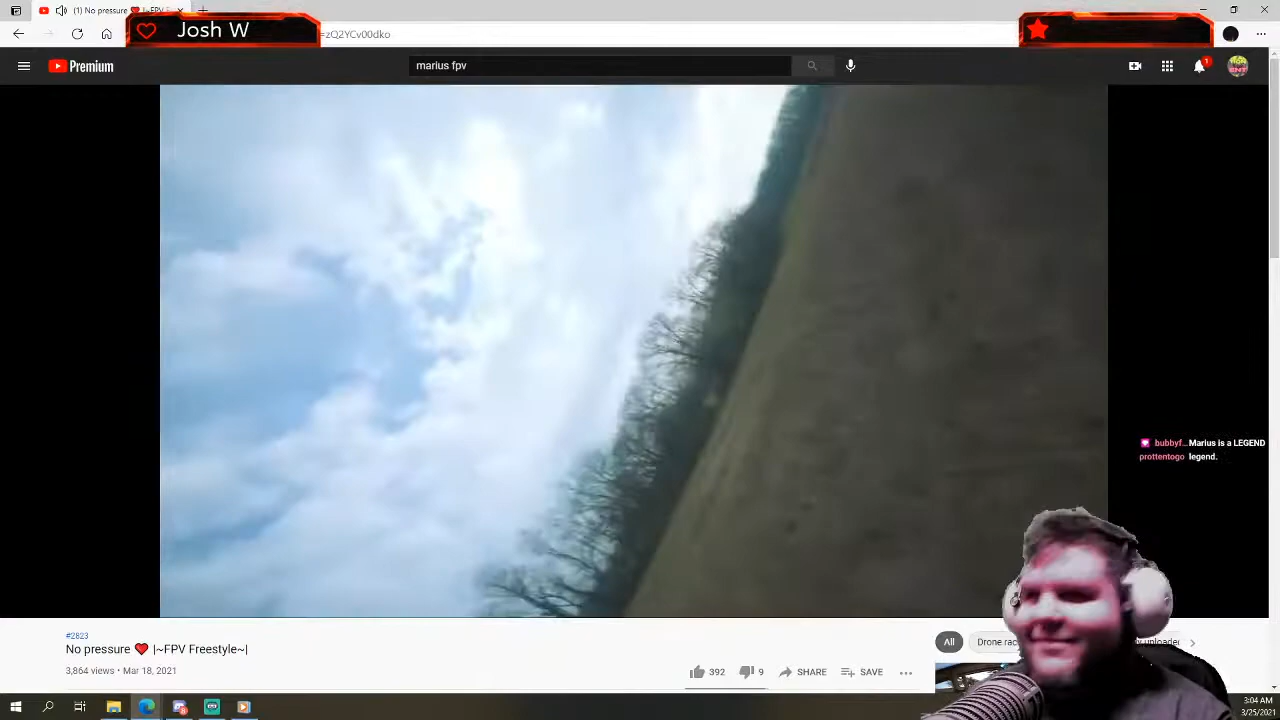 (1) No pressure ❤ |~FPV F
Josh W
=zQ2YCv00dko
Premium
marius fpv
1
bubbyf... Marius is a LEGEND
prottentogo legend.
#2823
No pressure ❤ |~FPV Freestyle~|
3,864 views • Mar 18, 2021
392
9
SHARE
SAVE
All
Drone rac
uploaded
3:04 AM
3/25/2021